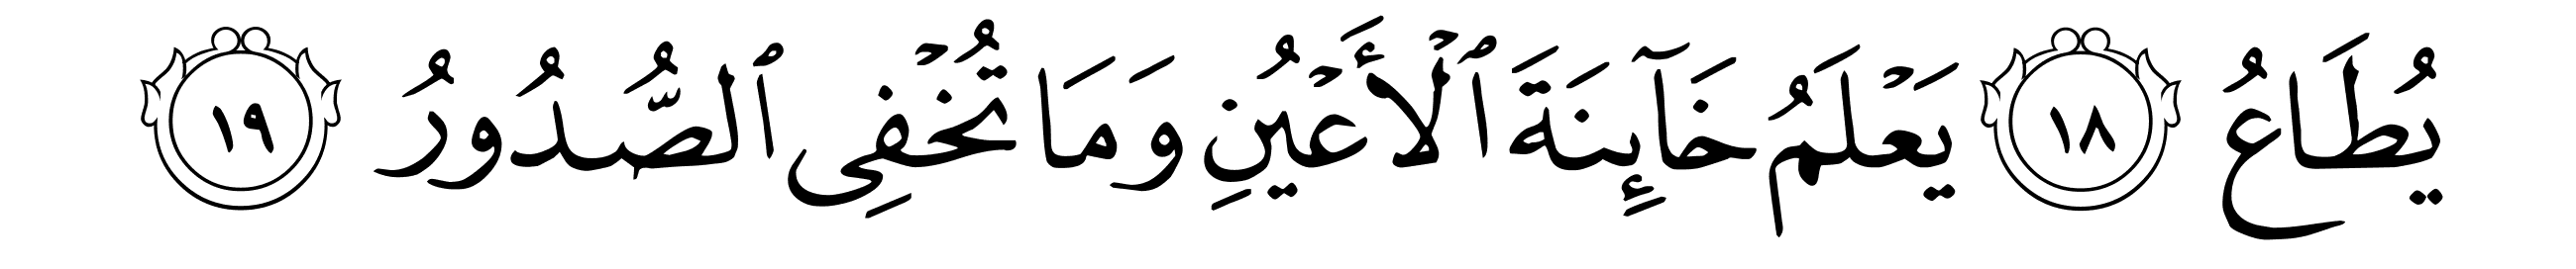 يُطَاعُ ١٨ يَعْلَمُ خَآئِنَةَ ٱلْأَعْيُنِ وَمَا تُخْفِى ٱلصُّدُورُ ١٩